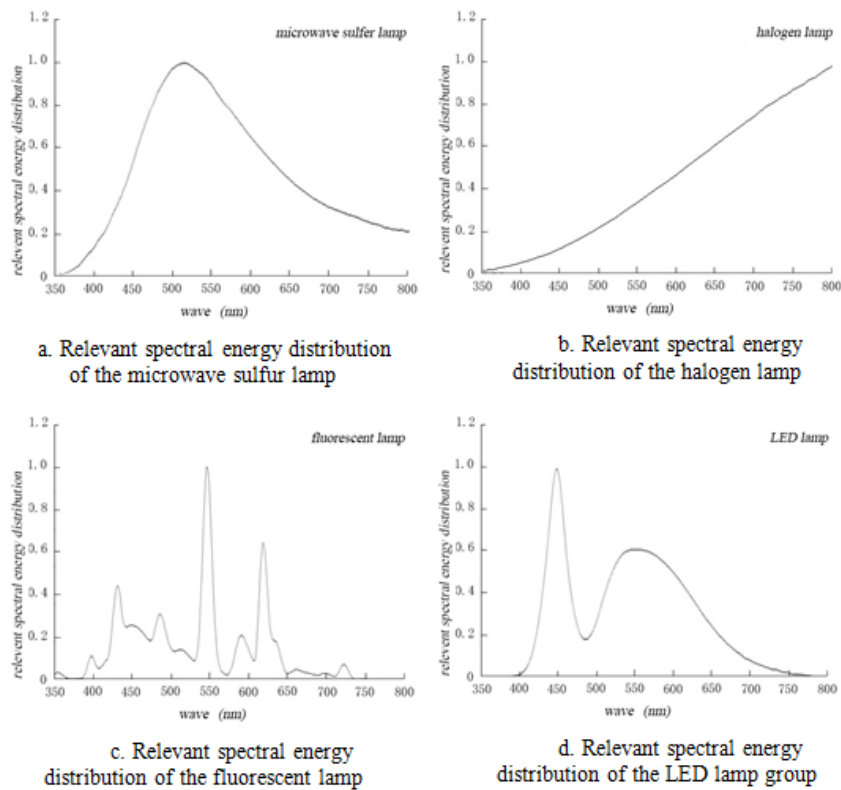 1.2
microwave sulfer lamp
1.0
0.8
0.6
0.4
0.2
0
relevent spectral energy distribution
350 400 450 500 550 600 650 700 750 800
wave (nm)
a. Relevant spectral energy distribution
of the microwave sulfur lamp
1.2
halogen lamp
1.0
0.8
0.6
0.4
0.2
0
relevent spectral energy distribution
350 400 450 500 550 600 650 700 750 800
wave (nm)
b. Relevant spectral energy
distribution of the halogen lamp
1.2
fluorescent lamp
1.0
0.8
0.6
0.4
0.2
0
relevent spectral energy distribution
350 400 450 500 550 600 650 700 750 800
wave (nm)
c. Relevant spectral energy
distribution of the fluorescent lamp
1.2
LED lamp
1.0
0.8
0.6
0.4
0.2
0
relevent spectral energy distribution
350 400 450 500 550 600 650 700 750 800
wave (nm)
d. Relevant spectral energy
distribution of the LED lamp group